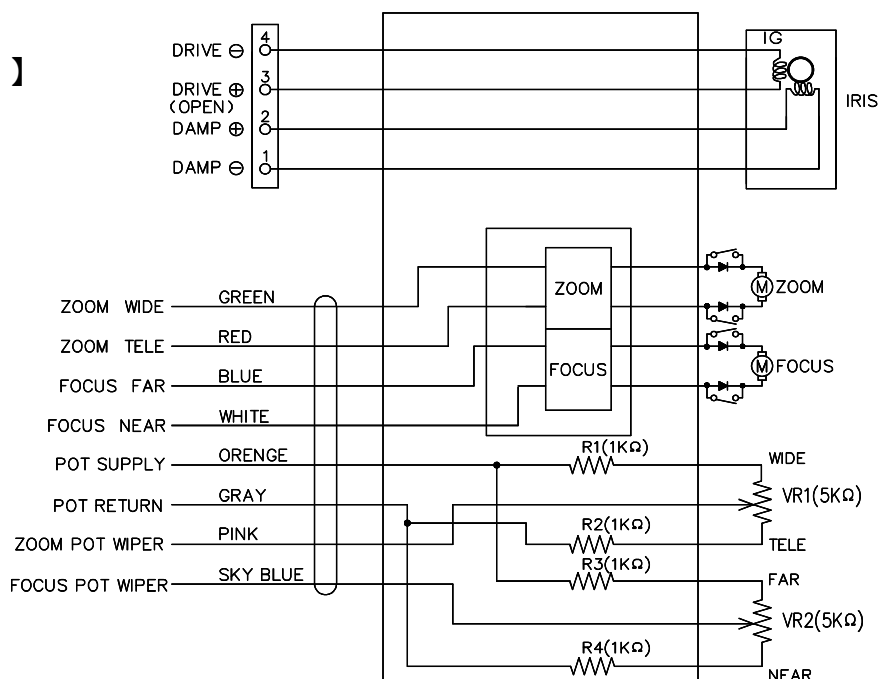 】
IG
4
DRIVE ⊖
3
DRIVE ⊕
(OPEN)
IRIS
2
DAMP ⊕
1
DAMP ⊖
ZOOM
M ZOOM
ZOOM WIDE GREEN
ZOOM TELE RED
FOCUS
M FOCUS
FOCUS FAR BLUE
FOCUS NEAR WHITE
R1(1KΩ)
POT SUPPLY ORENGE
WIDE
POT RETURN GRAY
VR1(5KΩ)
R2(1KΩ)
ZOOM POT WIPER PINK
TELE
R3(1KΩ)
FOCUS POT WIPER SKY BLUE
FAR
VR2(5KΩ)
R4(1KΩ)
NEAR